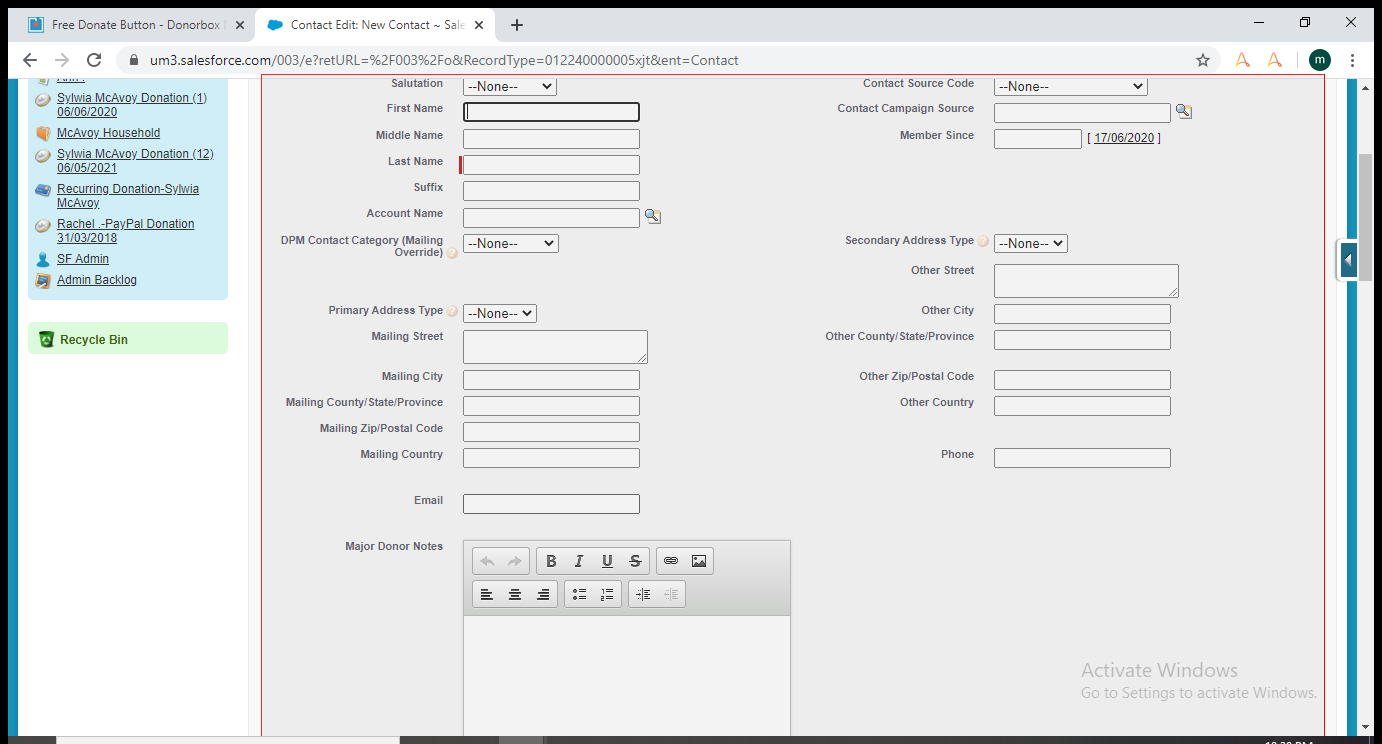 Free Donate Button - Donorbox
Contact Edit: New Contact ~ Sale
um3.salesforce.com/003/e?retURL=%2F003%2Fo&RecordType=012240000005xjt&ent=Contact
m
Sylwia McAvoy Donation (1)
06/06/2020
McAvoy Household
Sylwia McAvoy Donation (12)
06/05/2021
Recurring Donation-Sylwia
McAvoy
Rachel .-PayPal Donation
31/03/2018
SF Admin
Admin Backlog
Recycle Bin
Salutation --None--
First Name
Middle Name
Last Name
Suffix
Account Name
DPM Contact Category (Mailing
Override) ? --None--
Primary Address Type ? --None--
Mailing Street
Mailing City
Mailing County/State/Province
Mailing Zip/Postal Code
Mailing Country
Email
Major Donor Notes
B I U S
Contact Source Code --None--
Contact Campaign Source
Member Since [ 17/06/2020 ]
Secondary Address Type ? --None--
Other Street
Other City
Other County/State/Province
Other Zip/Postal Code
Other Country
Phone
Activate Windows
Go to Settings to activate Windows.